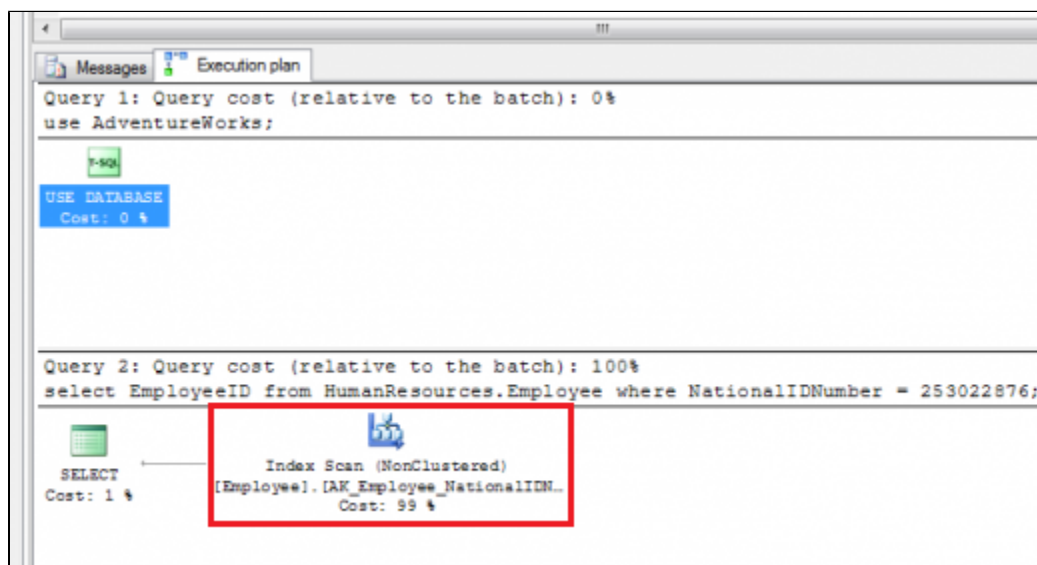 Messages
Execution plan
Query 1: Query cost (relative to the batch): 0%
use AdventureWorks;
T-SQL
USE DATABASE
Cost: 0 %
Query 2: Query cost (relative to the batch): 100%
select EmployeeID from HumanResources.Employee where NationalIDNumber = 253022876;
SELECT
Cost: 1 %
Index Scan (NonClustered)
[Employee].[AK_Employee_NationalIDN…
Cost: 99 %